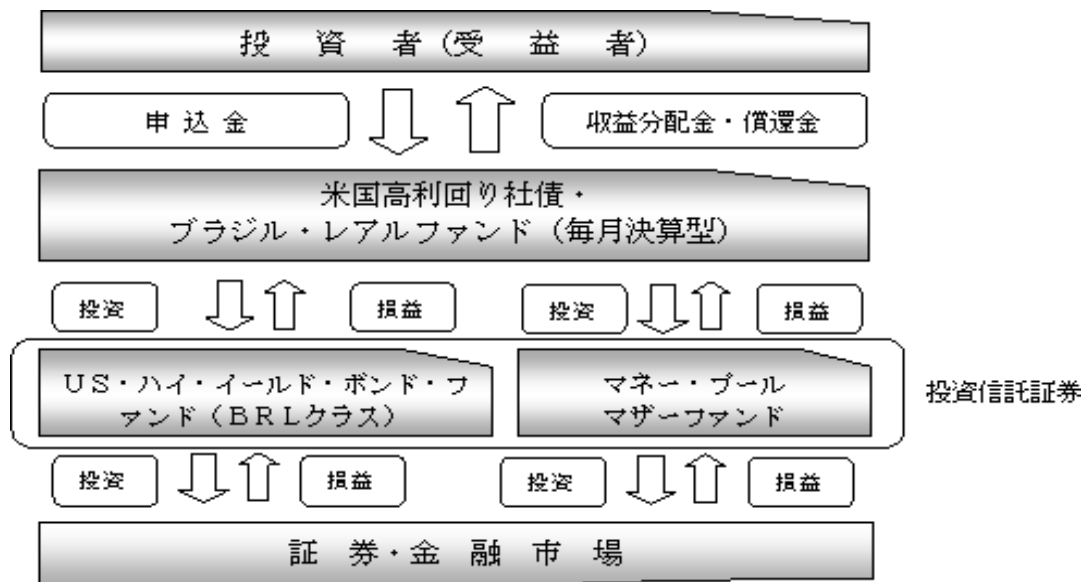 投資者(受益者)
申込金
収益分配金・償還金
米国高利回り社債・
ブラジル・レアルファンド(毎月決算型)
投資
損益
投資
損益
US・ハイ・イールド・ボンド・フ
ァンド(BRLクラス)
マネー・プール
マザーファンド
投資信託証券
投資
損益
投資
損益
証券・金融市場